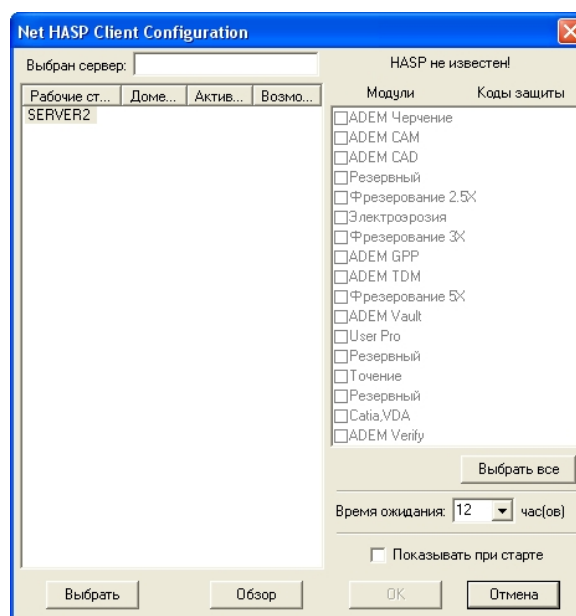 Net HASP Client Configuration
Выбран сервер:
HASP не известен!
Рабочие ст... Доме... Актив... Возмо...
SERVER2
Модули Коды защиты
ADEM Черчение
ADEM CAM
ADEM CAD
Резервный
Фрезерование 2.5X
Электроэрозия
Фрезерование 3X
ADEM GPP
ADEM TDM
Фрезерование 5X
ADEM Vault
User Pro
Резервный
Точение
Резервный
Catia,VDA
ADEM Verify
Выбрать все
Время ожидания: 12 час(ов)
Показывать при старте
Выбрать Обзор OK Отмена